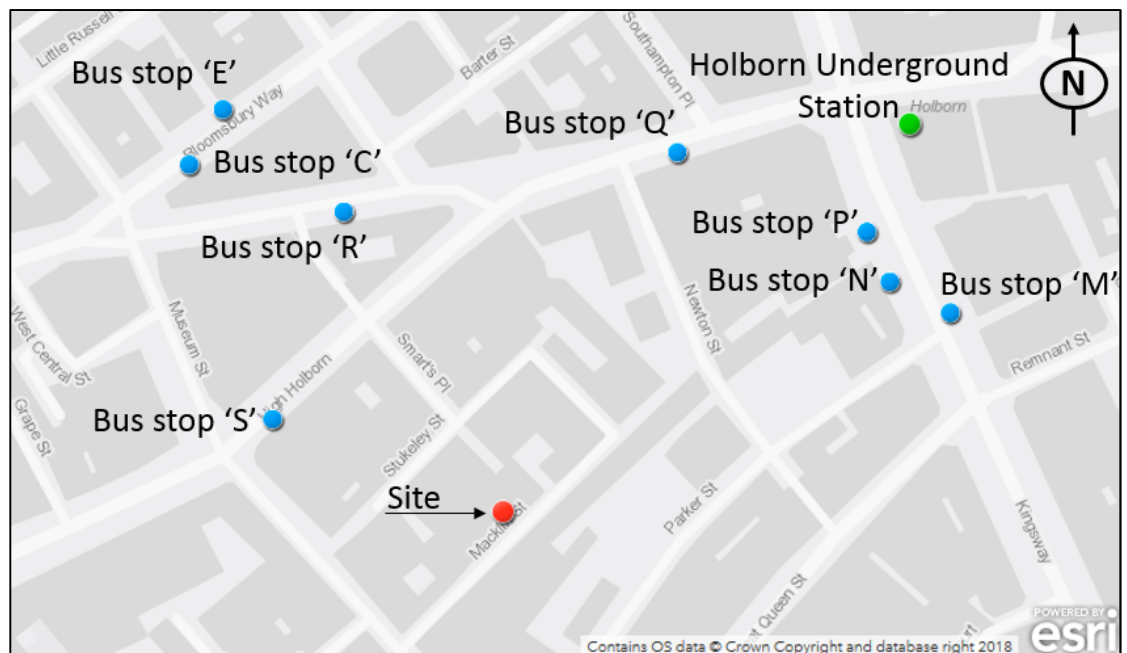 Little Russell
Bus stop ‘E’
Barter St
Southampton Pl
Holborn Underground
Station
Holborn
N
Bloomsbury Way
Bus stop ‘Q’
Bus stop ‘C’
Bus stop ‘R’
Bus stop ‘P’
Bus stop ‘N’
Bus stop ‘M’
West Central St
Museum St
Newton St
Smart's Pl
Remnant St
Grape St
High Holborn
Bus stop ‘S’
Stukeley St
Site
Parker St
Kingsway
Queen St
POWERED BY
esri
Contains OS data © Crown Copyright and database right 2018